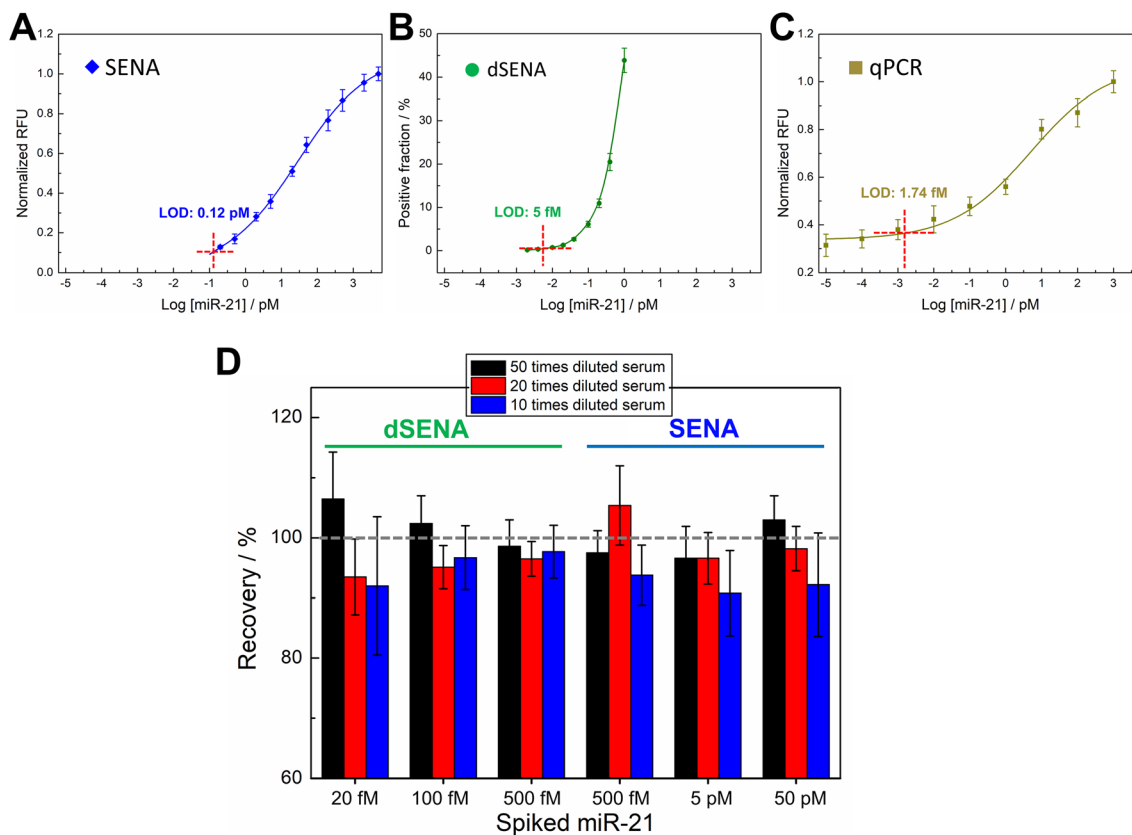 A
SENA
LOD: 0.12 pM
Normalized RFU
1.0
0.8
0.6
0.4
0.2
0.0
-5 -4 -3 -2 -1 0 1 2 3
Log [miR-21] / pM
B
dSENA
LOD: 5 fM
Positive fraction / %
50
40
30
20
10
0
-5 -4 -3 -2 -1 0 1 2 3
Log [miR-21] / pM
C
qPCR
LOD: 1.74 fM
Normalized RFU
1.2
1.0
0.8
0.6
0.4
0.2
-5 -4 -3 -2 -1 0 1 2 3 4
Log [miR-21] / pM
D
50 times diluted serum
20 times diluted serum
10 times diluted serum
dSENA
SENA
Recovery / %
120
100
80
60
20 fM 100 fM 500 fM 500 fM 5 pM 50 pM
Spiked miR-21